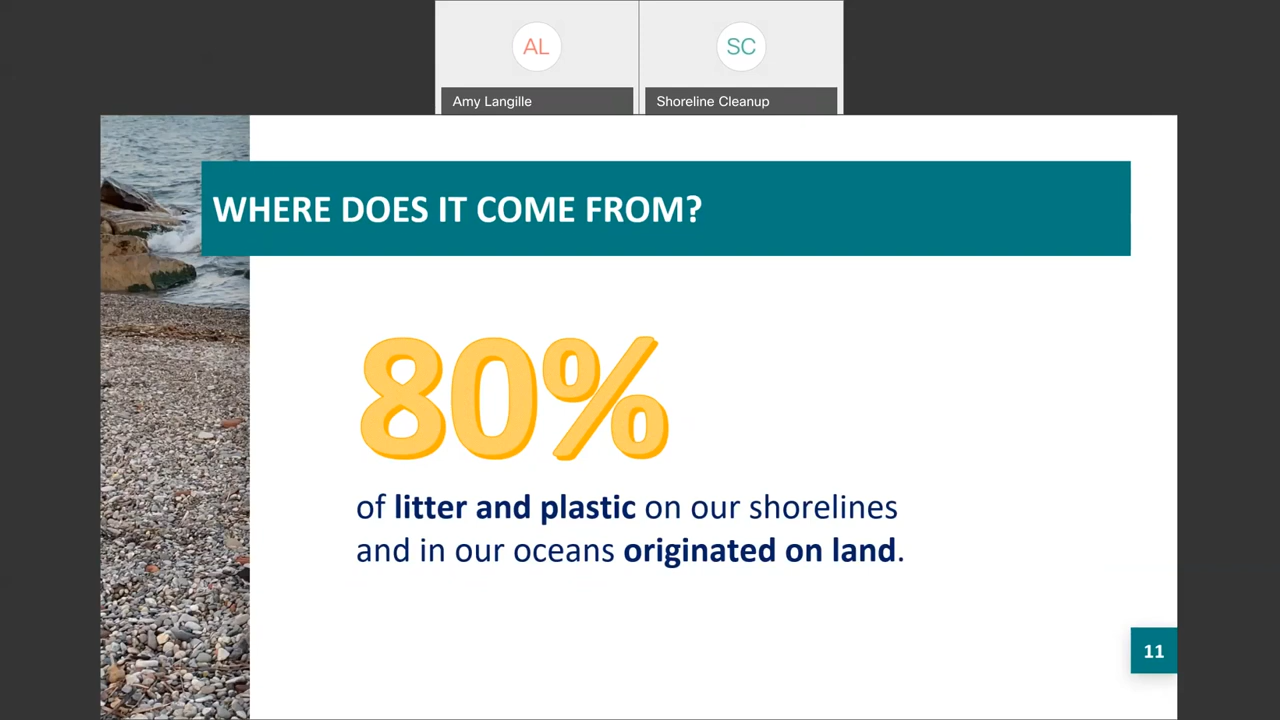 AL
SC
Amy Langille
Shoreline Cleanup
WHERE DOES IT COME FROM?
80%
of litter and plastic on our shorelines
and in our oceans originated on land.
11